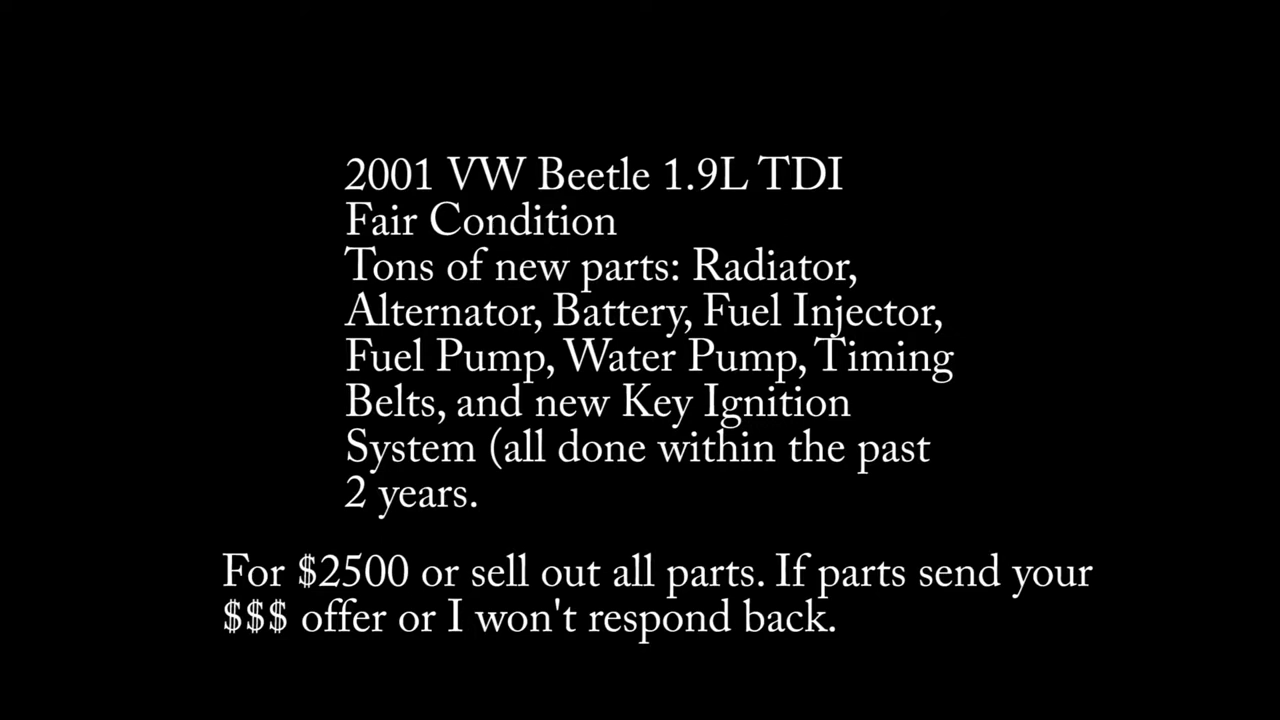 2001 VW Beetle 1.9L TDI
Fair Condition
Tons of new parts: Radiator,
Alternator, Battery, Fuel Injector,
Fuel Pump, Water Pump, Timing
Belts, and new Key Ignition
System (all done within the past
2 years.
For $2500 or sell out all parts. If parts send your
$$$ offer or I won't respond back.